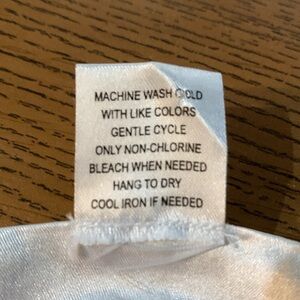 MACHINE WASH COLD
WITH LIKE COLORS
GENTLE CYCLE
ONLY NON-CHLORINE
BLEACH WHEN NEEDED
HANG TO DRY
COOL IRON IF NEEDED